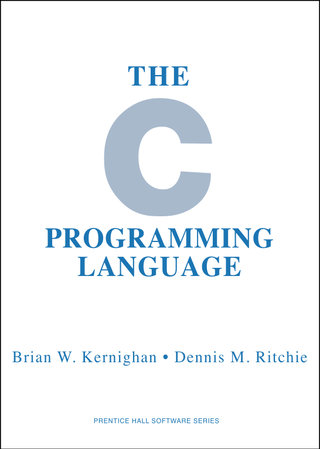 THE
C
PROGRAMMING
LANGUAGE
Brian W. Kernighan • Dennis M. Ritchie
PRENTICE HALL SOFTWARE SERIES